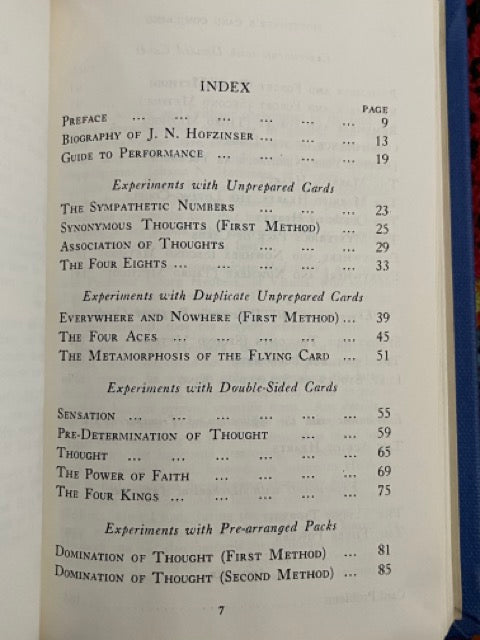 INDEX
PAGE
PREFACE ... ... ... ... ... ... 9
BIOGRAPHY OF J. N. HOFZINSER ... ... ... 13
GUIDE TO PERFORMANCE ... ... ... ... 19
Experiments with Unprepared Cards
THE SYMPATHETIC NUMBERS ... ... ... 23
SYNONYMOUS THOUGHTS (FIRST METHOD) ... 25
ASSOCIATION OF THOUGHTS ... ... ... 29
THE FOUR EIGHTS ... ... ... ... ... 33
Experiments with Duplicate Unprepared Cards
EVERYWHERE AND NOWHERE (FIRST METHOD) ... 39
THE FOUR ACES ... ... ... ... ... 45
THE METAMORPHOSIS OF THE FLYING CARD ... 51
Experiments with Double-Sided Cards
SENSATION ... ... ... ... ... ... 55
PRE-DETERMINATION OF THOUGHT ... ... 59
THOUGHT ... ... ... ... ... ... 65
THE POWER OF FAITH ... ... ... ... 69
THE FOUR KINGS ... ... ... ... ... 75
Experiments with Pre-arranged Packs
DOMINATION OF THOUGHT (FIRST METHOD) ... 81
DOMINATION OF THOUGHT (SECOND METHOD) ... 85
7